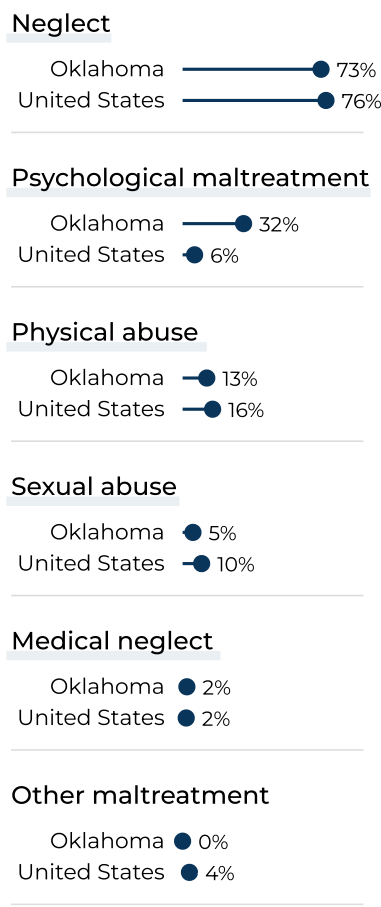 Neglect
Oklahoma 73%
United States 76%
Psychological maltreatment
Oklahoma 32%
United States 6%
Physical abuse
Oklahoma 13%
United States 16%
Sexual abuse
Oklahoma 5%
United States 10%
Medical neglect
Oklahoma 2%
United States 2%
Other maltreatment
Oklahoma 0%
United States 4%